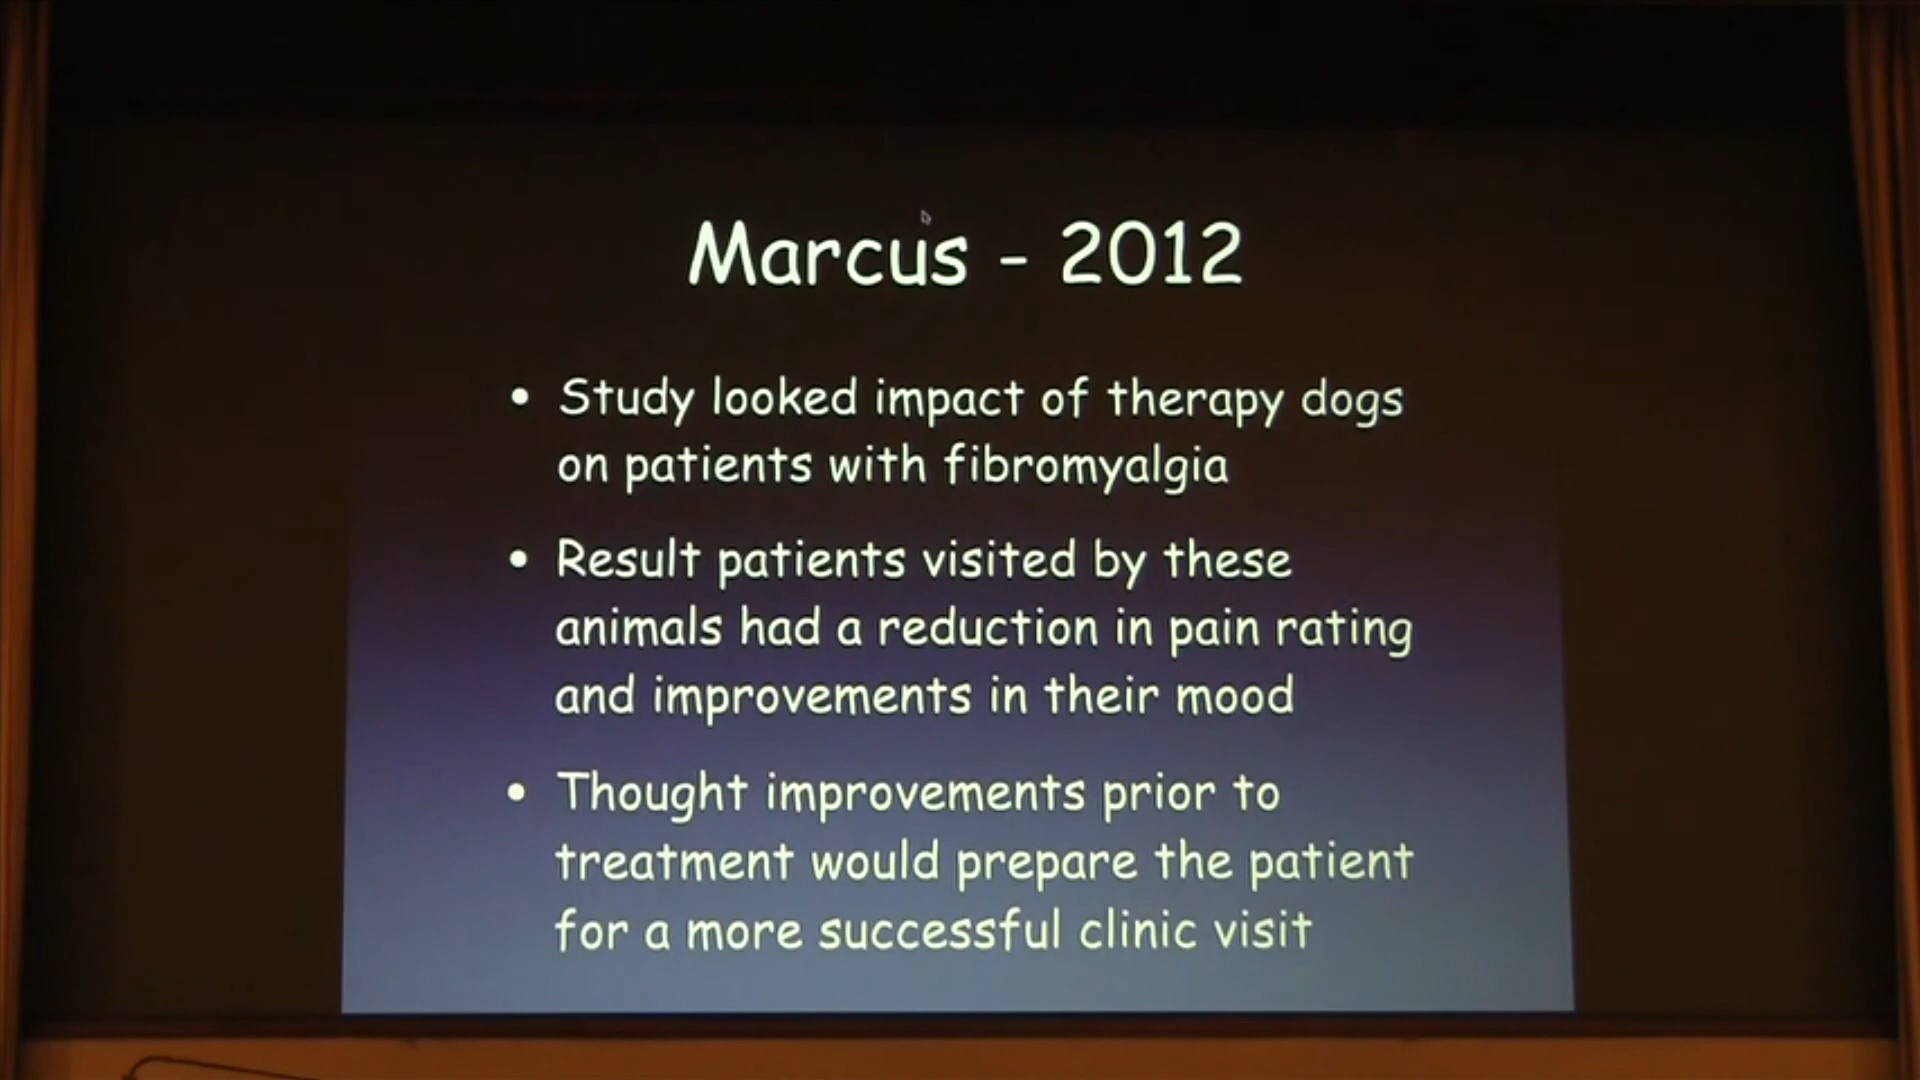 Marcus - 2012
• Study looked impact of therapy dogs
on patients with fibromyalgia
• Result patients visited by these
animals had a reduction in pain rating
and improvements in their mood
• Thought improvements prior to
treatment would prepare the patient
for a more successful clinic visit